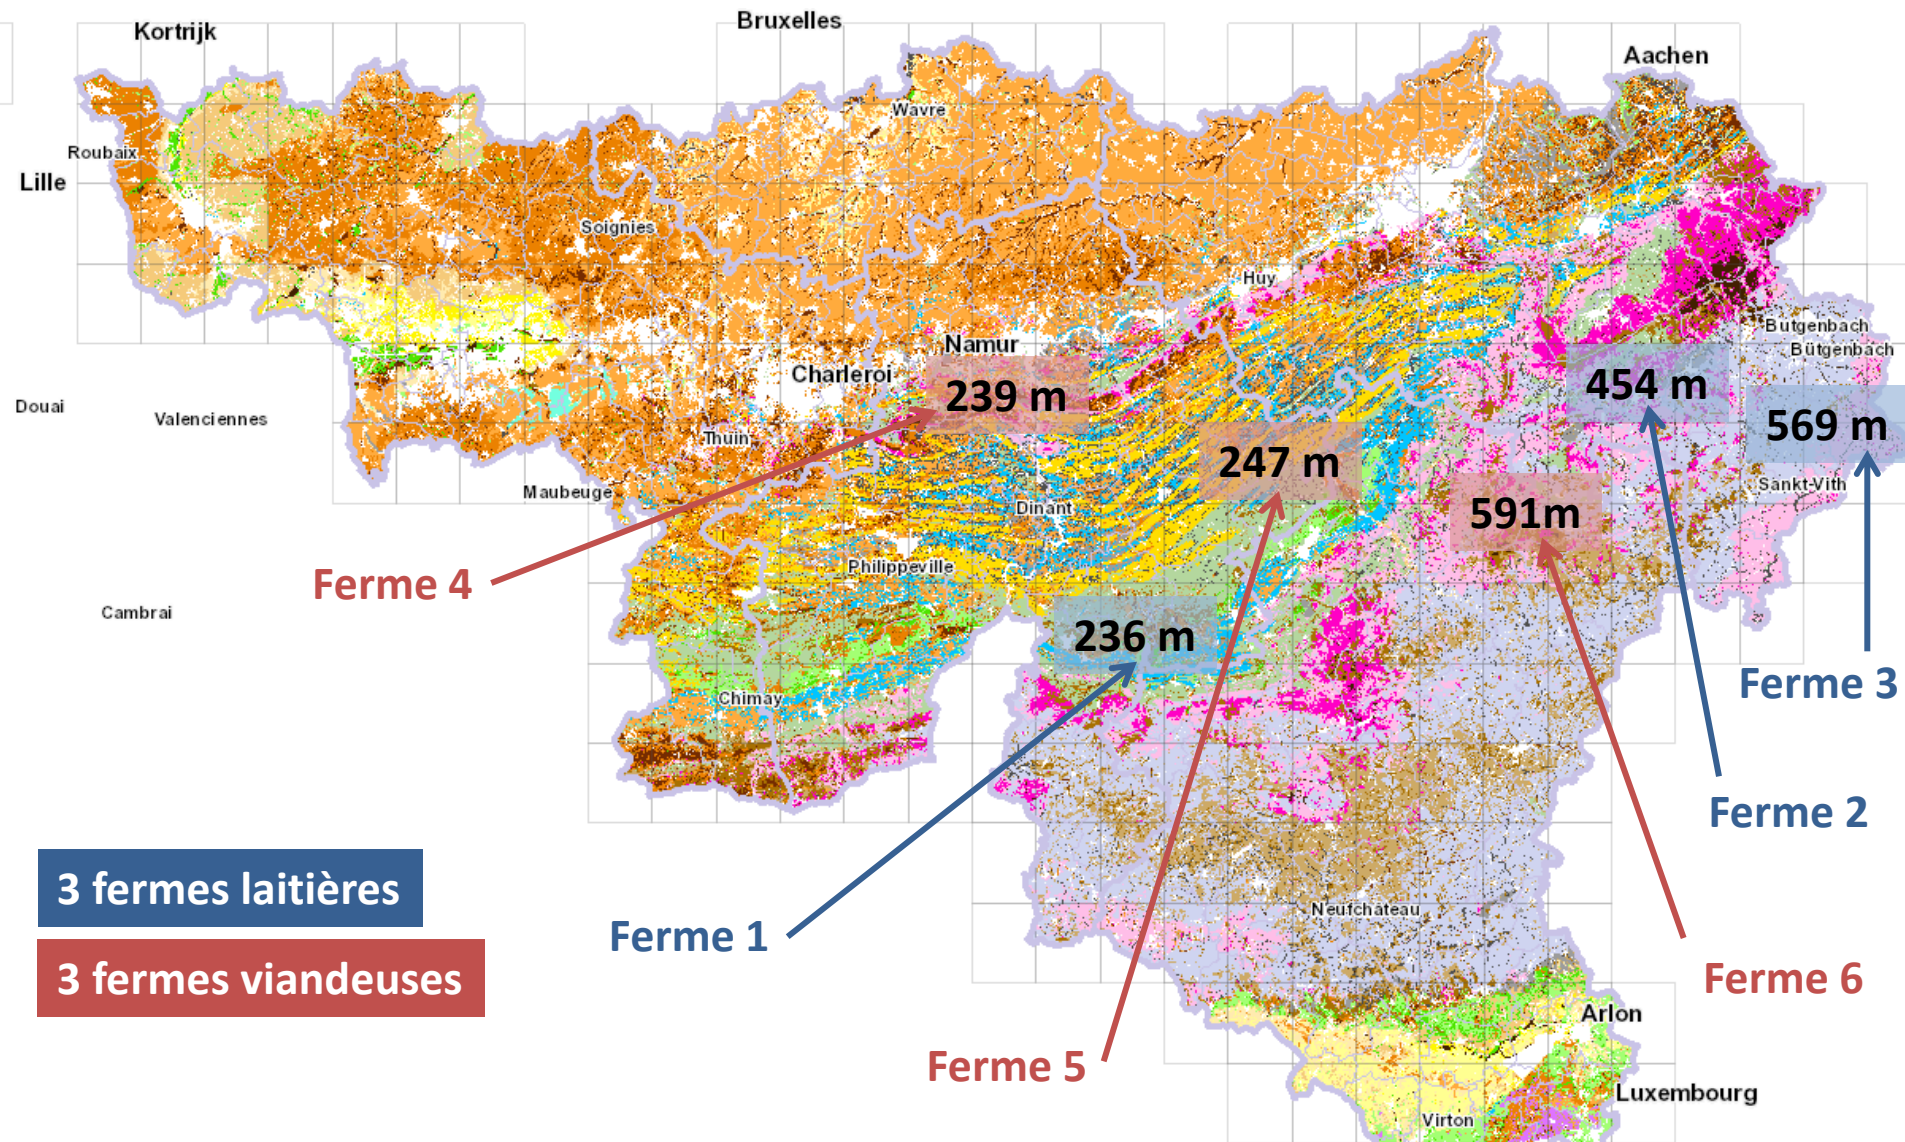 Bruxelles
Kortrijk
Aachen
Wavre
Roubaix
Lille
Soignies
Huy
Butgenbach
Namur
Bütgenbach
Charleroi
454 m
239 m
Douai
Valenciennes
569 m
Thuin
247 m
Sankt-Vith
Maubeuge
Dinant
591m
Philippeville
Ferme 4
Cambrai
236 m
Ferme 3
Chimay
Ferme 2
3 fermes laitières
Neufchâteau
Ferme 1
3 fermes viandeuses
Ferme 6
Arlon
Ferme 5
Luxembourg
Virton